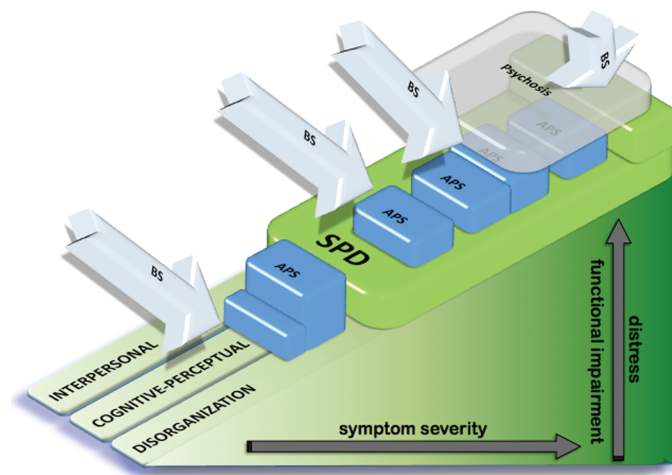 BS
BS
BS
BS
Psychosis
APS
APS
APS
APS
APS
SPD
INTERPERSONAL
COGNITIVE-PERCEPTUAL
DISORGANIZATION
symptom severity
functional impairment
distress